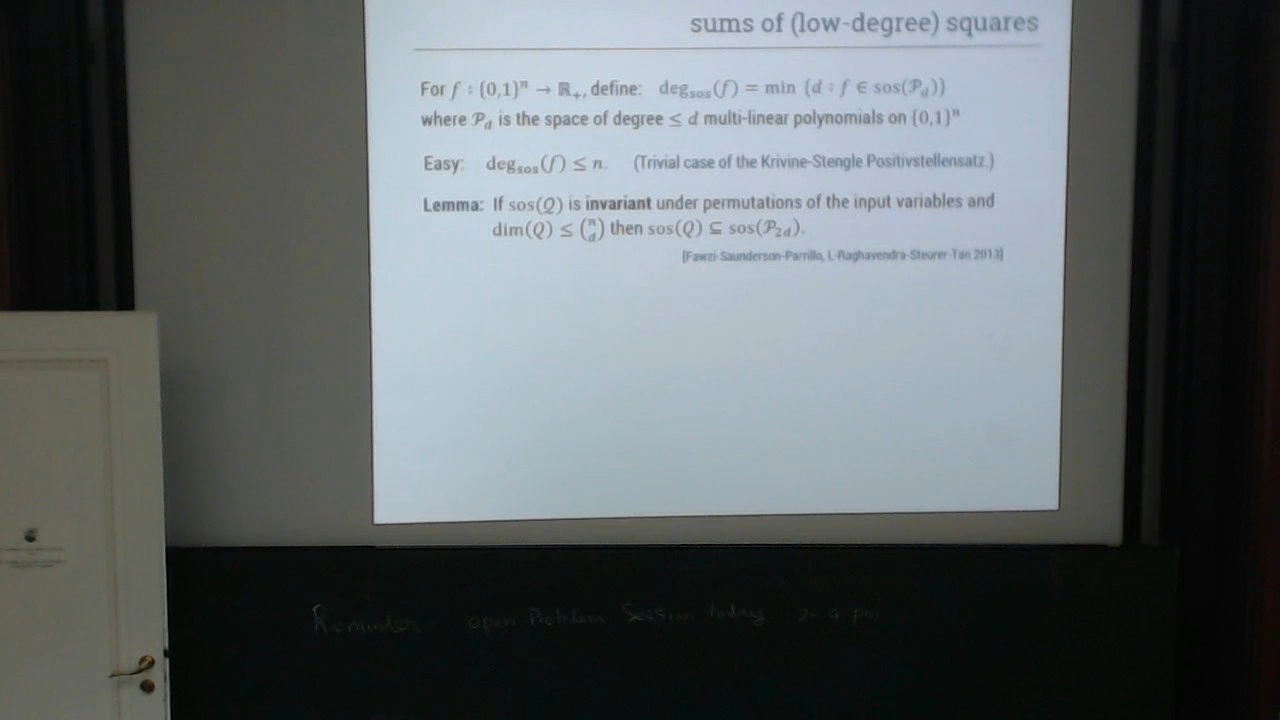 sums of (low-degree) squares
For f : {0,1}ⁿ → ℝ₊, define: deg_sos(f) = min {d : f ∈ sos(𝒫_d)}
where 𝒫_d is the space of degree ≤ d multi-linear polynomials on {0,1}ⁿ
Easy: deg_sos(f) ≤ n. (Trivial case of the Krivine-Stengle Positivstellensatz.)
Lemma: If sos(𝒬) is invariant under permutations of the input variables and
dim(𝒬) ≤ (n d) then sos(𝒬) ⊆ sos(𝒫_2d).
[Fawzi-Saunderson-Parrilo, L-Raghavendra-Steurer-Tan 2013]
Reminder - Open Problem Session today 2-4 pm